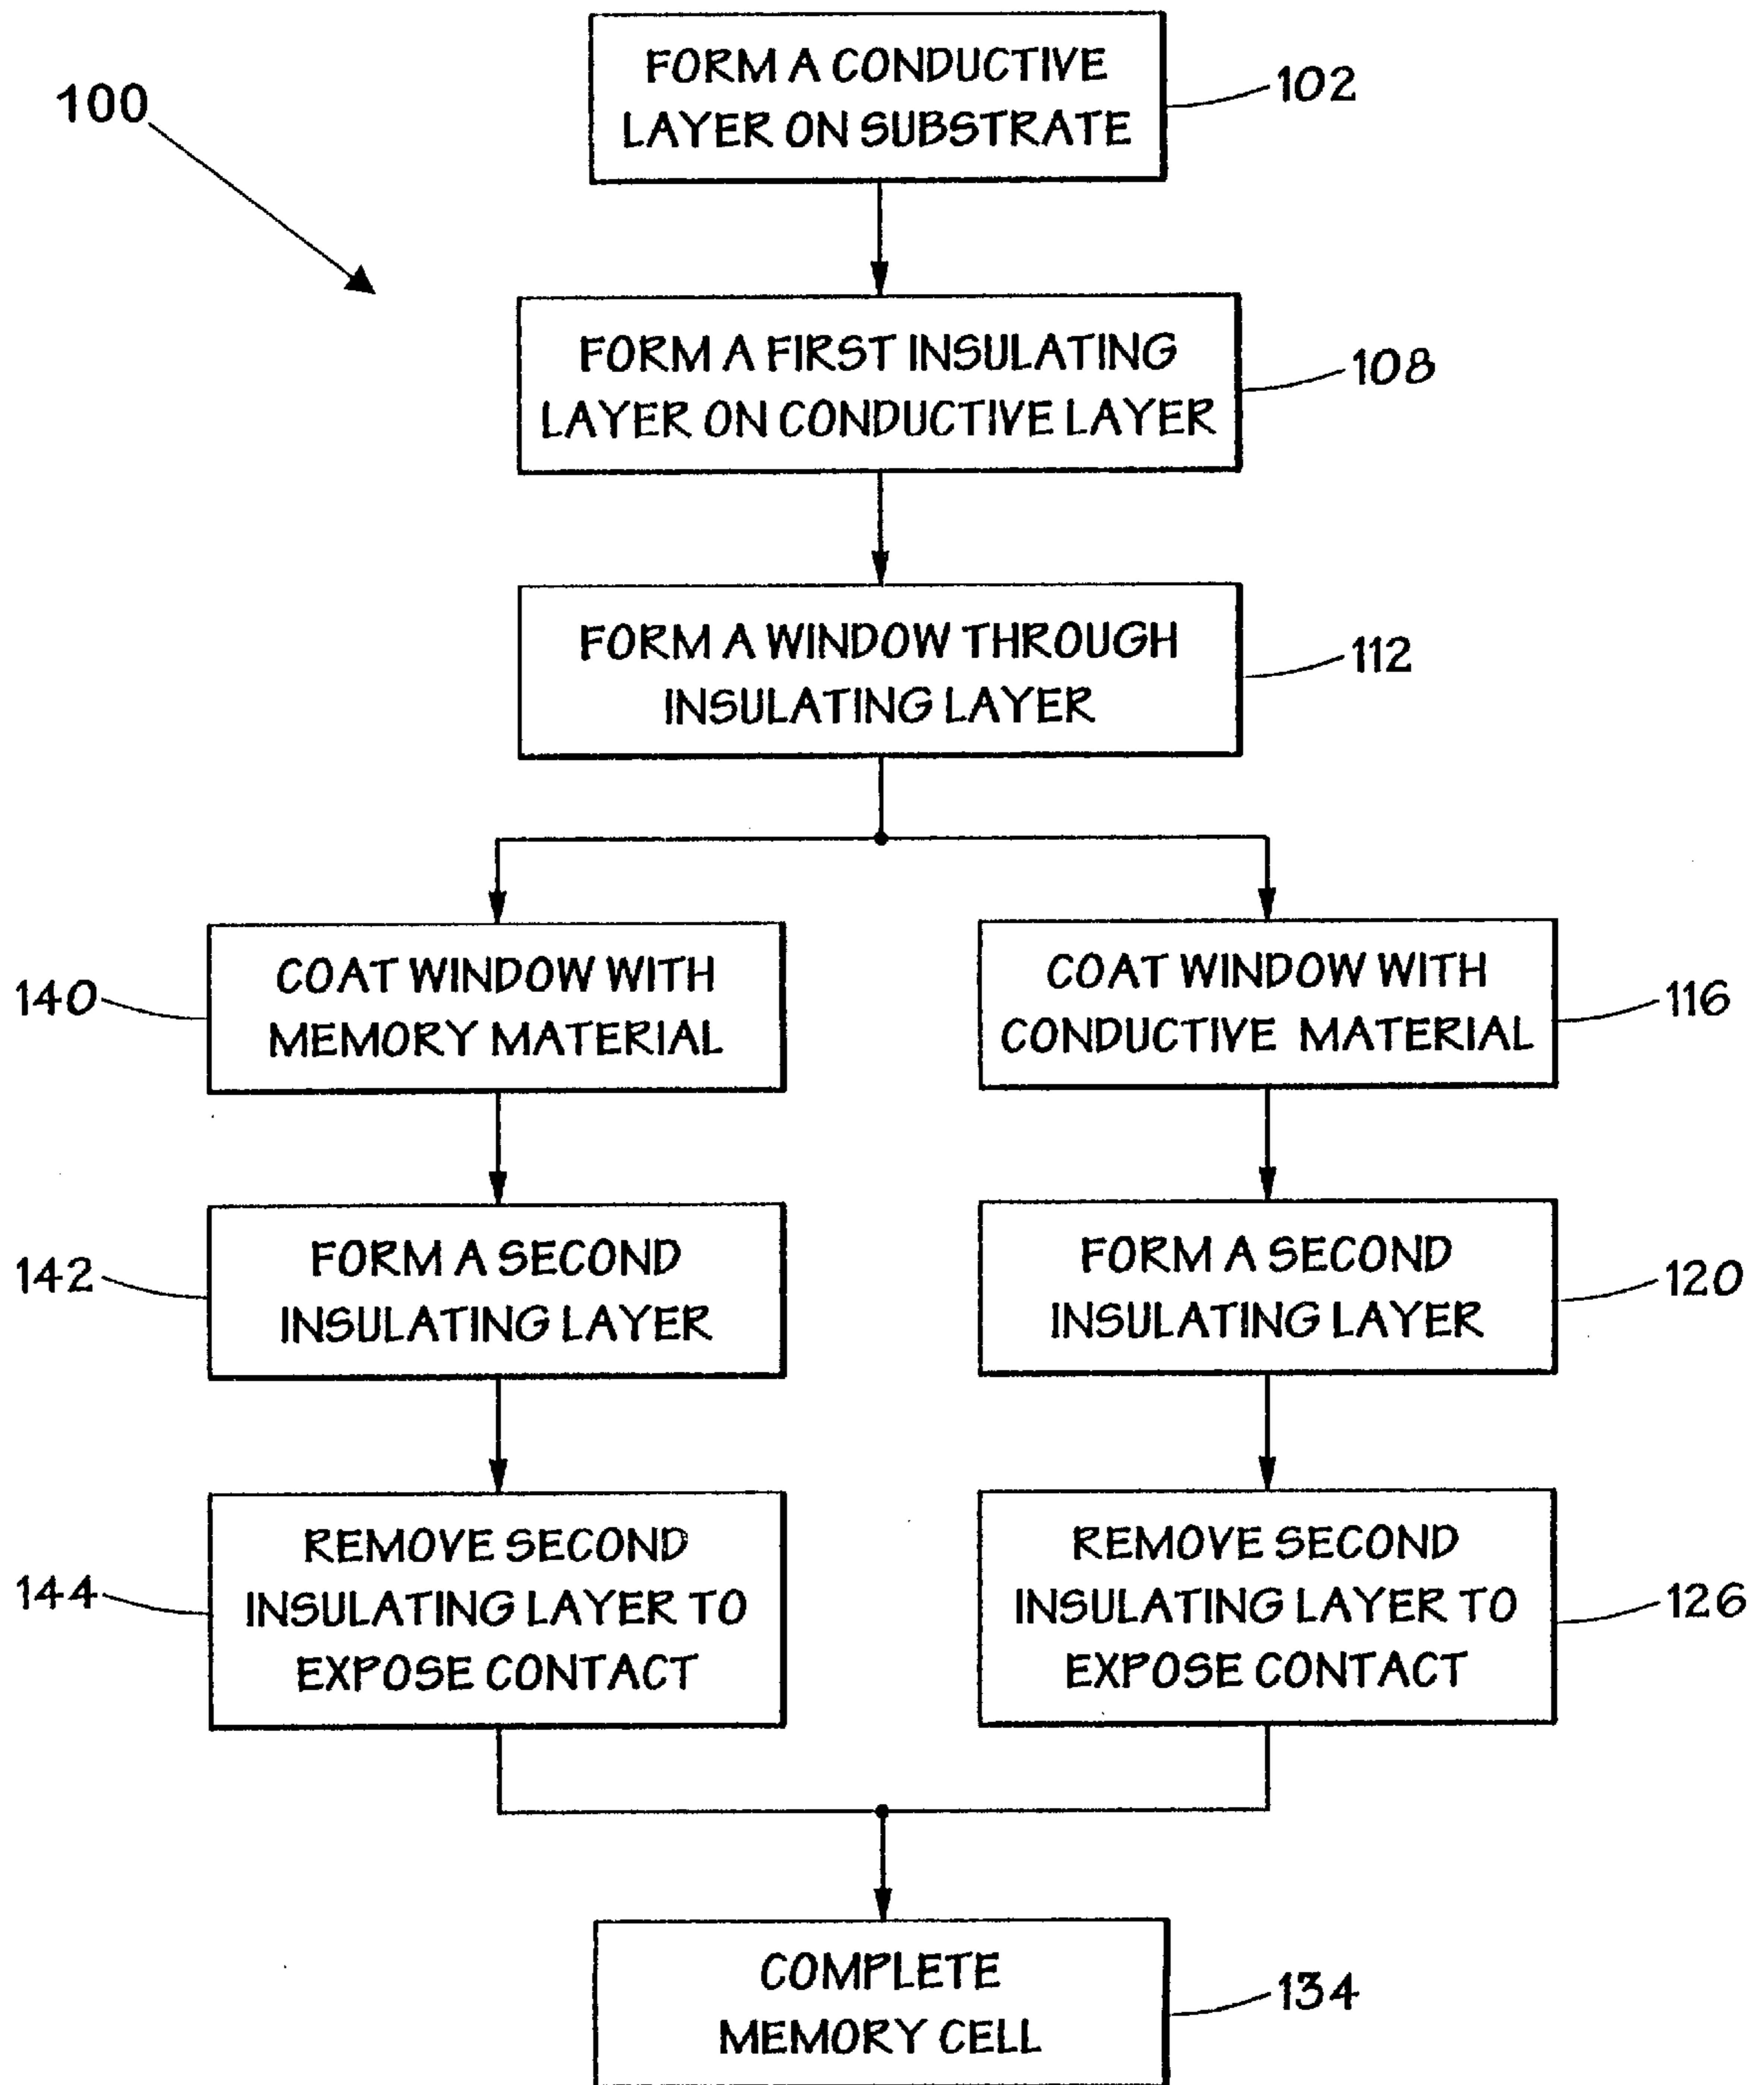 100
FORM A CONDUCTIVE
LAYER ON SUBSTRATE
102
FORM A FIRST INSULATING
LAYER ON CONDUCTIVE LAYER
108
FORM A WINDOW THROUGH
INSULATING LAYER
112
COAT WINDOW WITH
MEMORY MATERIAL
140
COAT WINDOW WITH
CONDUCTIVE MATERIAL
116
FORM A SECOND
INSULATING LAYER
142
FORM A SECOND
INSULATING LAYER
120
REMOVE SECOND
INSULATING LAYER TO
EXPOSE CONTACT
144
REMOVE SECOND
INSULATING LAYER TO
EXPOSE CONTACT
126
COMPLETE
MEMORY CELL
134